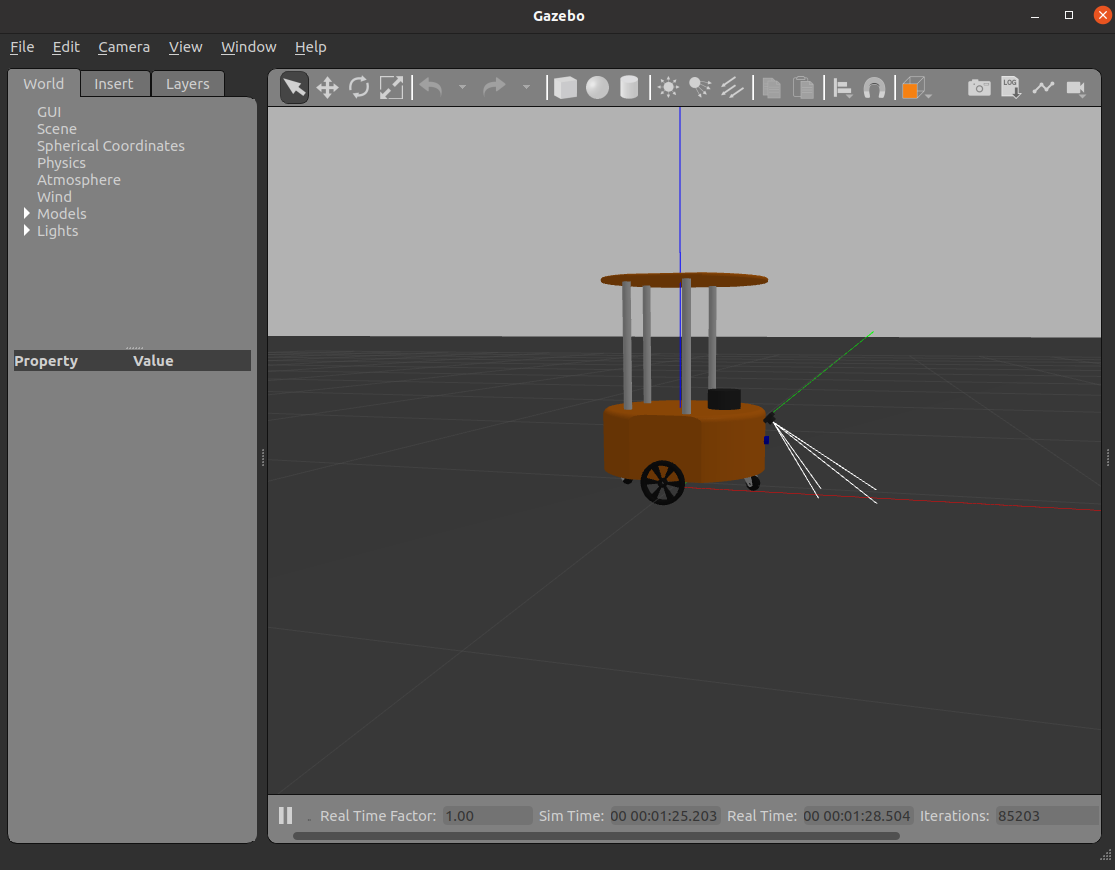 Gazebo
File Edit Camera View Window Help
World Insert Layers
LOG
GUI
Scene
Spherical Coordinates
Physics
Atmosphere
Wind
Models
Lights
Property Value
Real Time Factor: 1.00 Sim Time: 00 00:01:25.203 Real Time: 00 00:01:28.504 Iterations: 85203